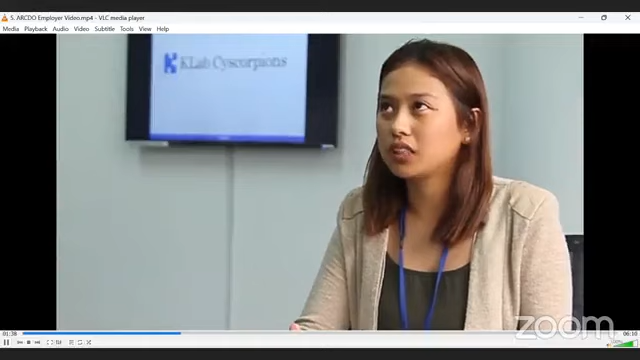 5. ARCDO Employer Video.mp4 - VLC media player
Media Playback Audio Video Subtitle Tools View Help
KLab Cyscorpions
zoom
01:38
06:10